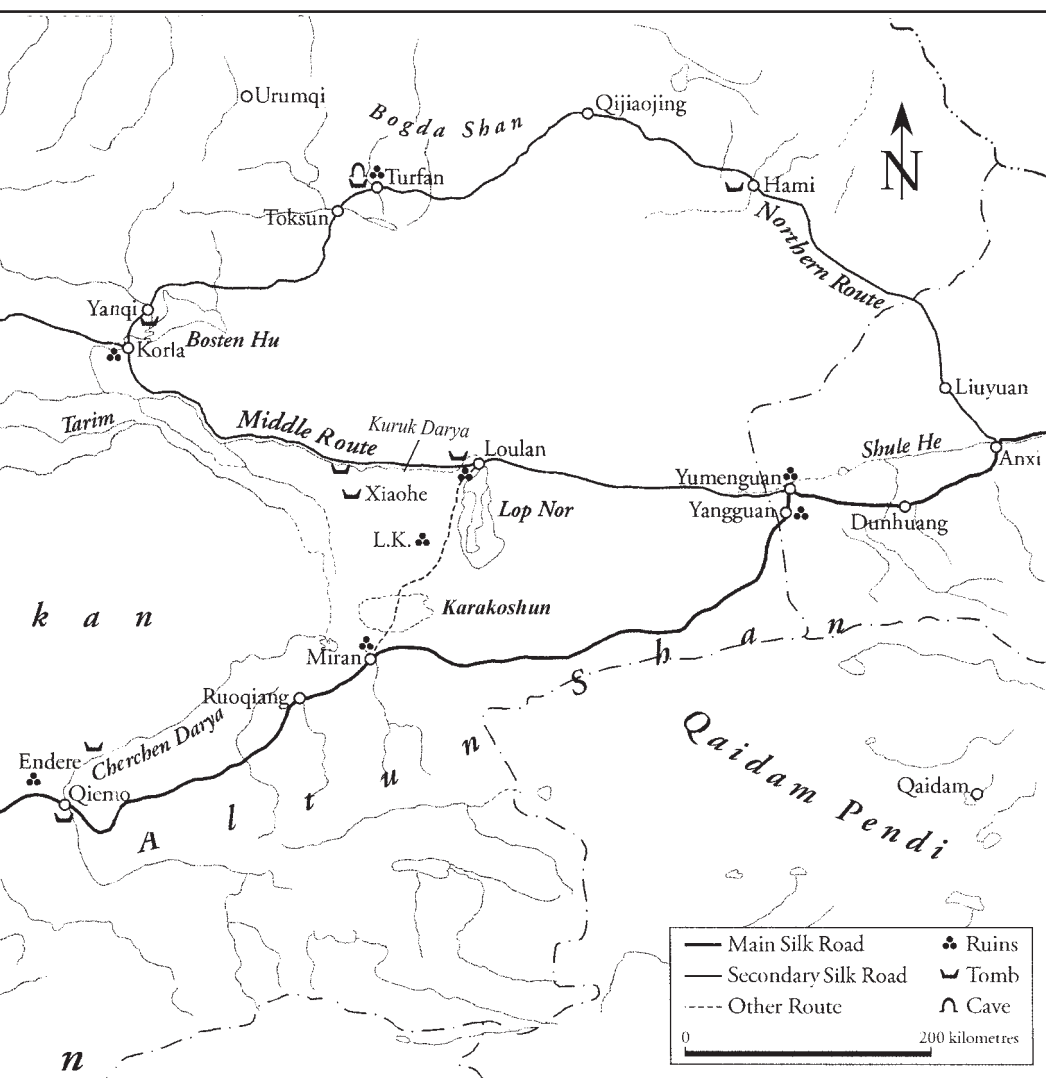 Urumqi
Bogda Shan
Qijiaojing
Turfan
Hami
Toksun
N
Northern Route
Yanqi
Bosten Hu
Korla
Liuyuan
Tarim
Middle Route
Kuruk Darya
Loulan
Shule He
Anxi
Xiaohe
Yumenguan
Lop Nor
Yangguan
Dunhuang
L.K.
Karakoshun
k a n
Miran
Altun Shan
Ruoqiang
Cherchen Darya
Endere
Qiemo
Qaidam Pendi
Qaidam
n
Main Silk Road
Secondary Silk Road
Other Route
Ruins
Tomb
Cave
0
200 kilometres